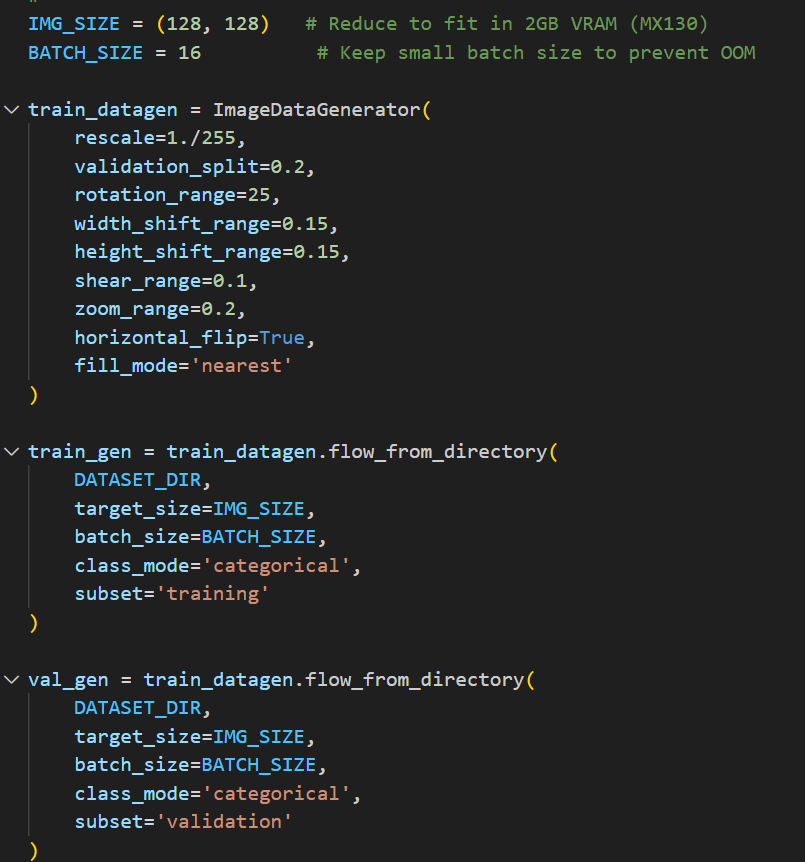 IMG_SIZE = (128, 128)   # Reduce to fit in 2GB VRAM (MX130)
BATCH_SIZE = 16          # Keep small batch size to prevent OOM

train_datagen = ImageDataGenerator(
    rescale=1./255,
    validation_split=0.2,
    rotation_range=25,
    width_shift_range=0.15,
    height_shift_range=0.15,
    shear_range=0.1,
    zoom_range=0.2,
    horizontal_flip=True,
    fill_mode='nearest'
)

train_gen = train_datagen.flow_from_directory(
    DATASET_DIR,
    target_size=IMG_SIZE,
    batch_size=BATCH_SIZE,
    class_mode='categorical',
    subset='training'
)

val_gen = train_datagen.flow_from_directory(
    DATASET_DIR,
    target_size=IMG_SIZE,
    batch_size=BATCH_SIZE,
    class_mode='categorical',
    subset='validation'
)